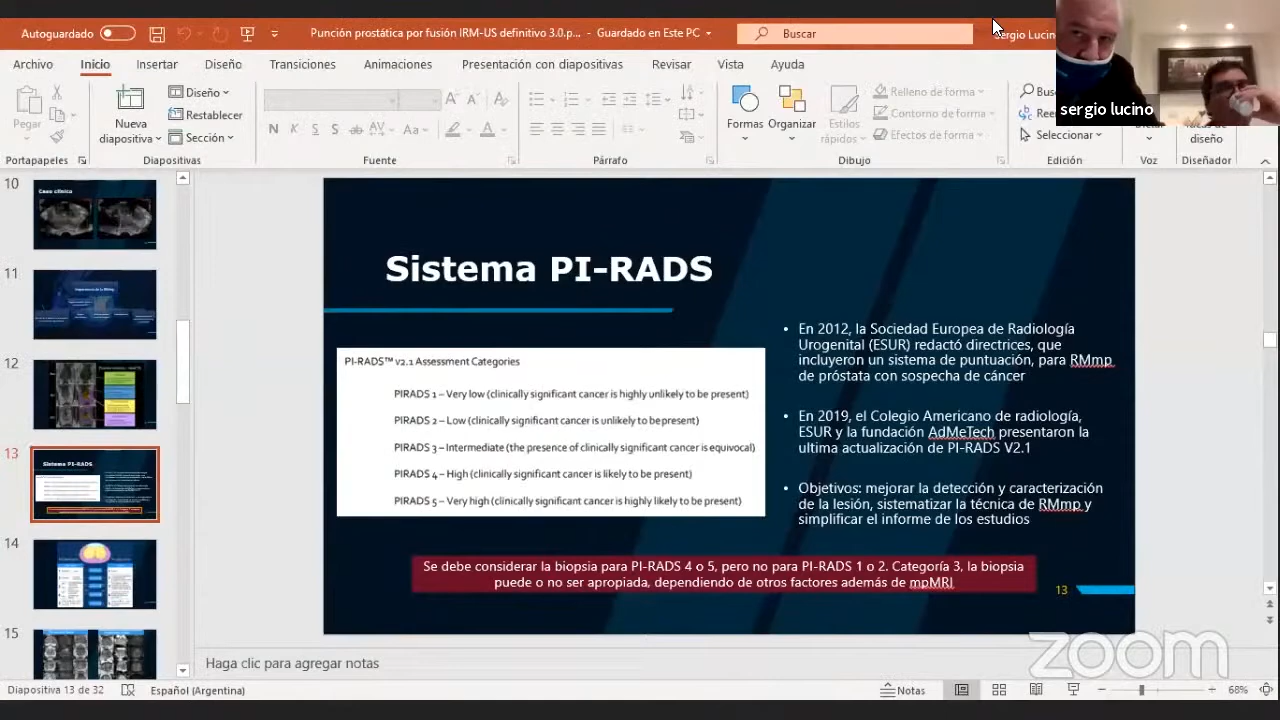 Autoguardado
Punción prostática por fusión IRM-US definitivo 3.0.p... - Guardado en Este PC
Buscar
Sergio Lucino
sergio lucino
Archivo
Inicio
Insertar
Diseño
Transiciones
Animaciones
Presentación con diapositivas
Revisar
Vista
Ayuda
Pegar
Nueva
diapositiva
Diseño
Restablecer
Sección
N K S S ab AV Aa
Formas
Organizar
Estilos
rápidos
Relleno de forma
Contorno de forma
Efectos de forma
Seleccionar
diseño
Portapapeles
Diapositivas
Fuente
Párrafo
Dibujo
Edición
Voz
Diseñador
10
Caso clínico
11
12
13
Sistema PI-RADS
14
15
Sistema PI-RADS
PI-RADS™ v2.1 Assessment Categories
PIRADS 1 – Very low (clinically significant cancer is highly unlikely to be present)
PIRADS 2 – Low (clinically significant cancer is unlikely to be present)
PIRADS 3 – Intermediate (the presence of clinically significant cancer is equivocal)
PIRADS 4 – High (clinically significant cancer is likely to be present)
PIRADS 5 – Very high (clinically significant cancer is highly likely to be present)
• En 2012, la Sociedad Europea de Radiología
Urogenital (ESUR) redactó directrices, que
incluyeron un sistema de puntuación, para RMmp
de próstata con sospecha de cáncer
• En 2019, el Colegio Americano de radiología,
ESUR y la fundación AdMeTech presentaron la
ultima actualización de PI-RADS V2.1
• Objetivos: mejorar la detección y caracterización
de la lesión, sistematizar la técnica de RMmp y
simplificar el informe de los estudios
Se debe considerar la biopsia para PI-RADS 4 o 5, pero no para PI-RADS 1 o 2. Categoría 3, la biopsia
puede o no ser apropiada, dependiendo de otros factores además de mpMRI
13
zoom
Haga clic para agregar notas
Diapositiva 13 de 32
Español (Argentina)
Notas
68%